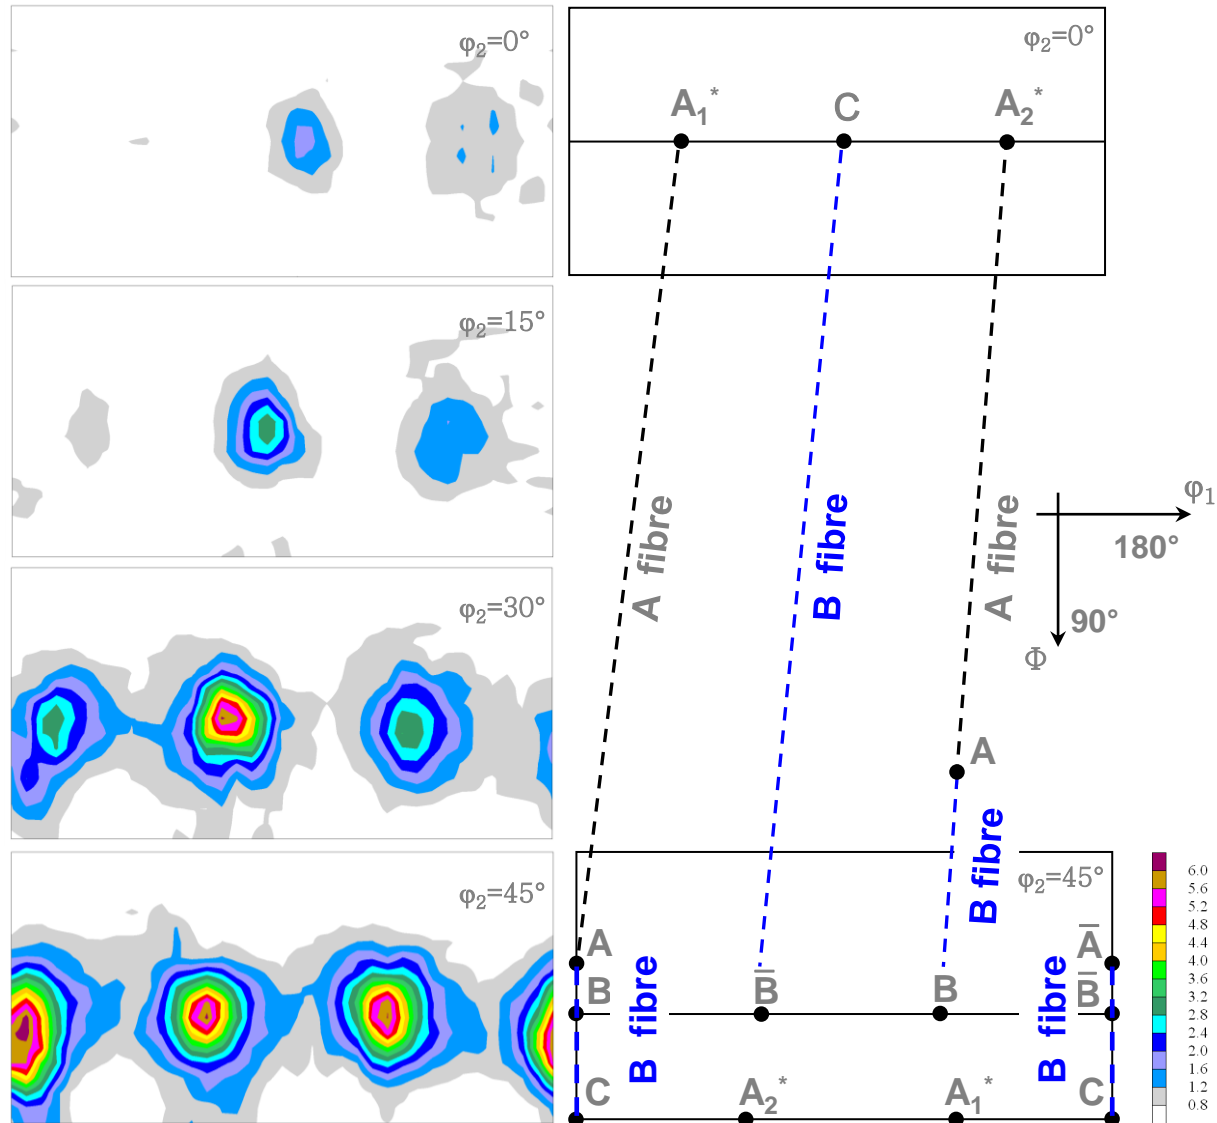 φ₂=0°
φ₂=0°
A₁*
C
A₂*
φ₂=15°
A fibre
B fibre
A fibre
φ₁
180°
90°
Φ
φ₂=30°
A
B fibre
φ₂=45°
φ₂=45°
A
A̅
B
B fibre
B̅
B
B fibre
B̅
C
A₂*
A₁*
C
6.0
5.6
5.2
4.8
4.4
4.0
3.6
3.2
2.8
2.4
2.0
1.6
1.2
0.8